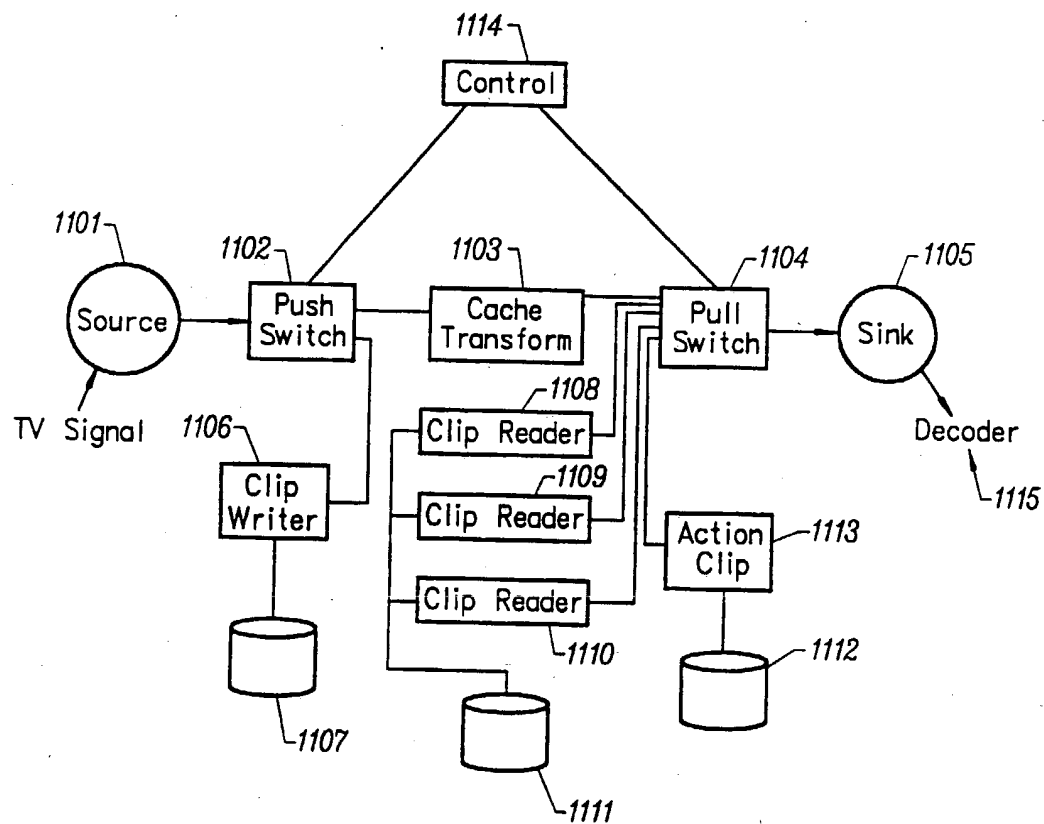 1114
Control
1101
1102
1103
1104
1105
Source
Push
Switch
Cache
Transform
Pull
Switch
Sink
TV Signal
1106
Clip
Writer
1107
1108
Clip Reader
1109
Clip Reader
Clip Reader
1110
1111
Decoder
1115
Action
Clip
1113
1112